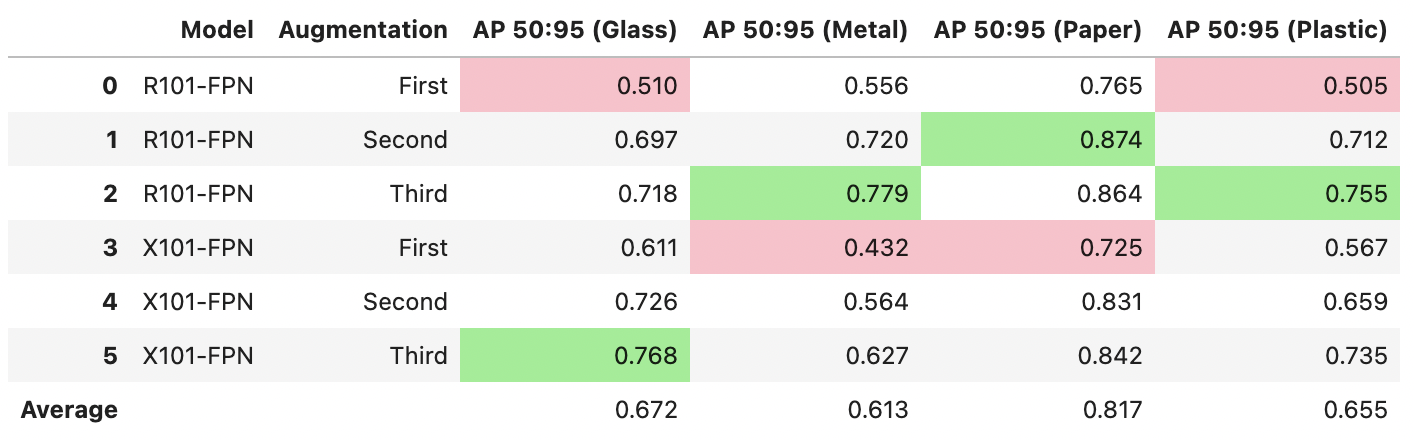 Model Augmentation AP 50:95 (Glass) AP 50:95 (Metal) AP 50:95 (Paper) AP 50:95 (Plastic)
0 R101-FPN First 0.510 0.556 0.765 0.505
1 R101-FPN Second 0.697 0.720 0.874 0.712
2 R101-FPN Third 0.718 0.779 0.864 0.755
3 X101-FPN First 0.611 0.432 0.725 0.567
4 X101-FPN Second 0.726 0.564 0.831 0.659
5 X101-FPN Third 0.768 0.627 0.842 0.735
Average 0.672 0.613 0.817 0.655